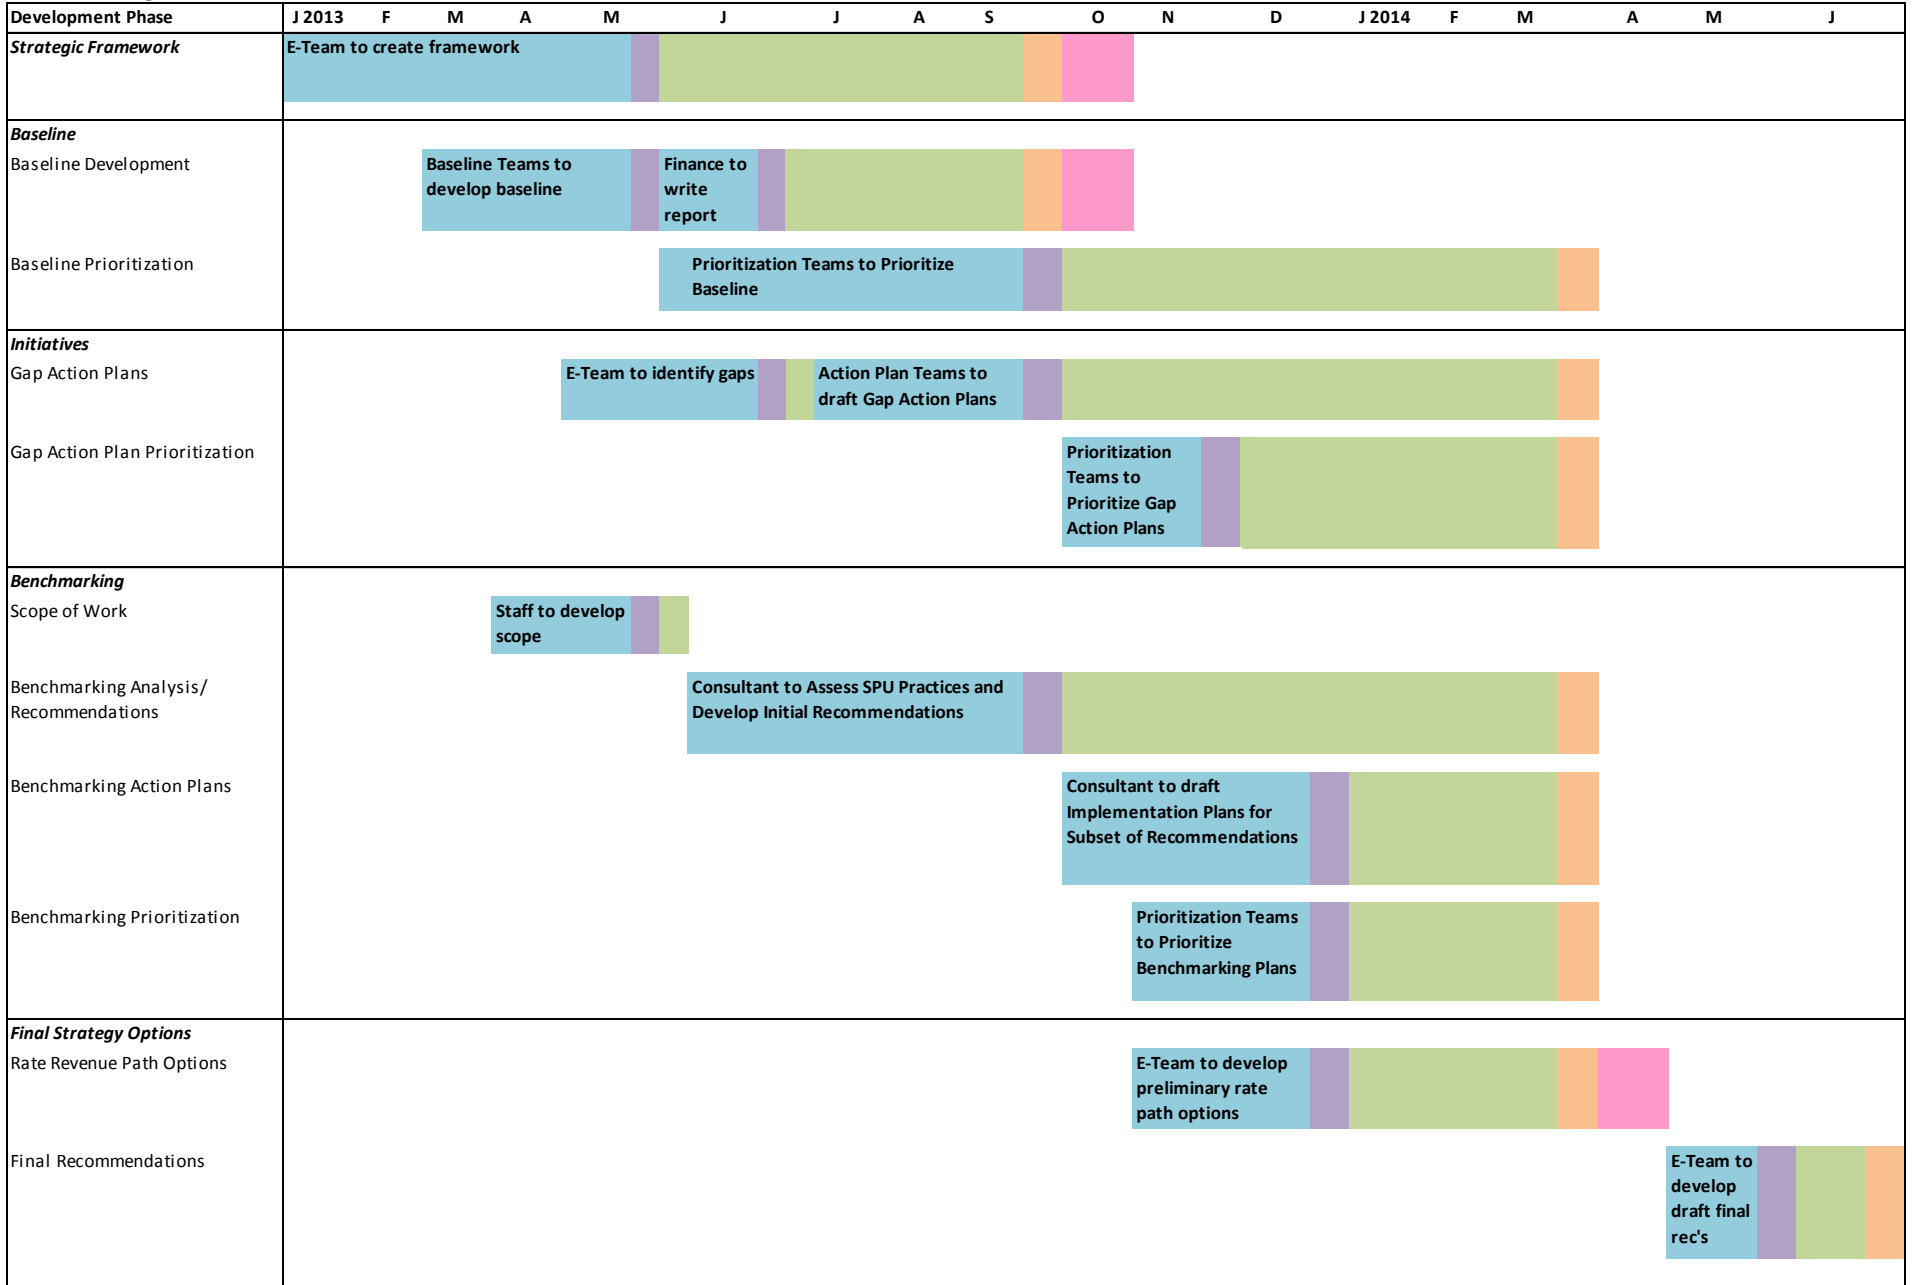 Development Phase J 2013 F M A M J J A S O N D J 2014 F M A M J
Strategic Framework
E-Team to create framework
Baseline
Baseline Development
Baseline Teams to
develop baseline
Finance to
write
report
Baseline Prioritization
Prioritization Teams to Prioritize
Baseline
Initiatives
Gap Action Plans
E-Team to identify gaps
Action Plan Teams to
draft Gap Action Plans
Gap Action Plan Prioritization
Prioritization
Teams to
Prioritize Gap
Action Plans
Benchmarking
Scope of Work
Staff to develop
scope
Benchmarking Analysis/
Recommendations
Consultant to Assess SPU Practices and
Develop Initial Recommendations
Benchmarking Action Plans
Consultant to draft
Implementation Plans for
Subset of Recommendations
Benchmarking Prioritization
Prioritization Teams
to Prioritize
Benchmarking Plans
Final Strategy Options
Rate Revenue Path Options
E-Team to develop
preliminary rate
path options
Final Recommendations
E-Team to
develop
draft final
rec's